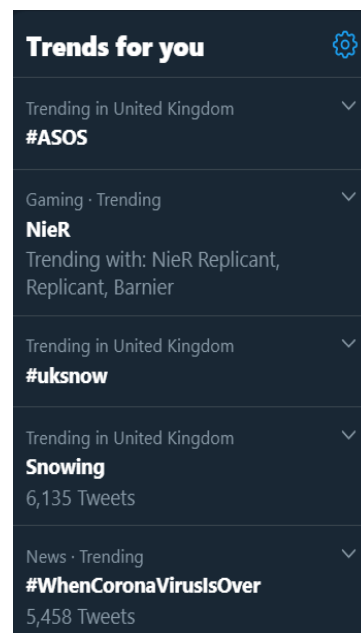 Trends for you
Trending in United Kingdom
#ASOS
Gaming · Trending
NieR
Trending with: NieR Replicant,
Replicant, Barnier
Trending in United Kingdom
#uksnow
Trending in United Kingdom
Snowing
6,135 Tweets
News · Trending
#WhenCoronaVirusIsOver
5,458 Tweets